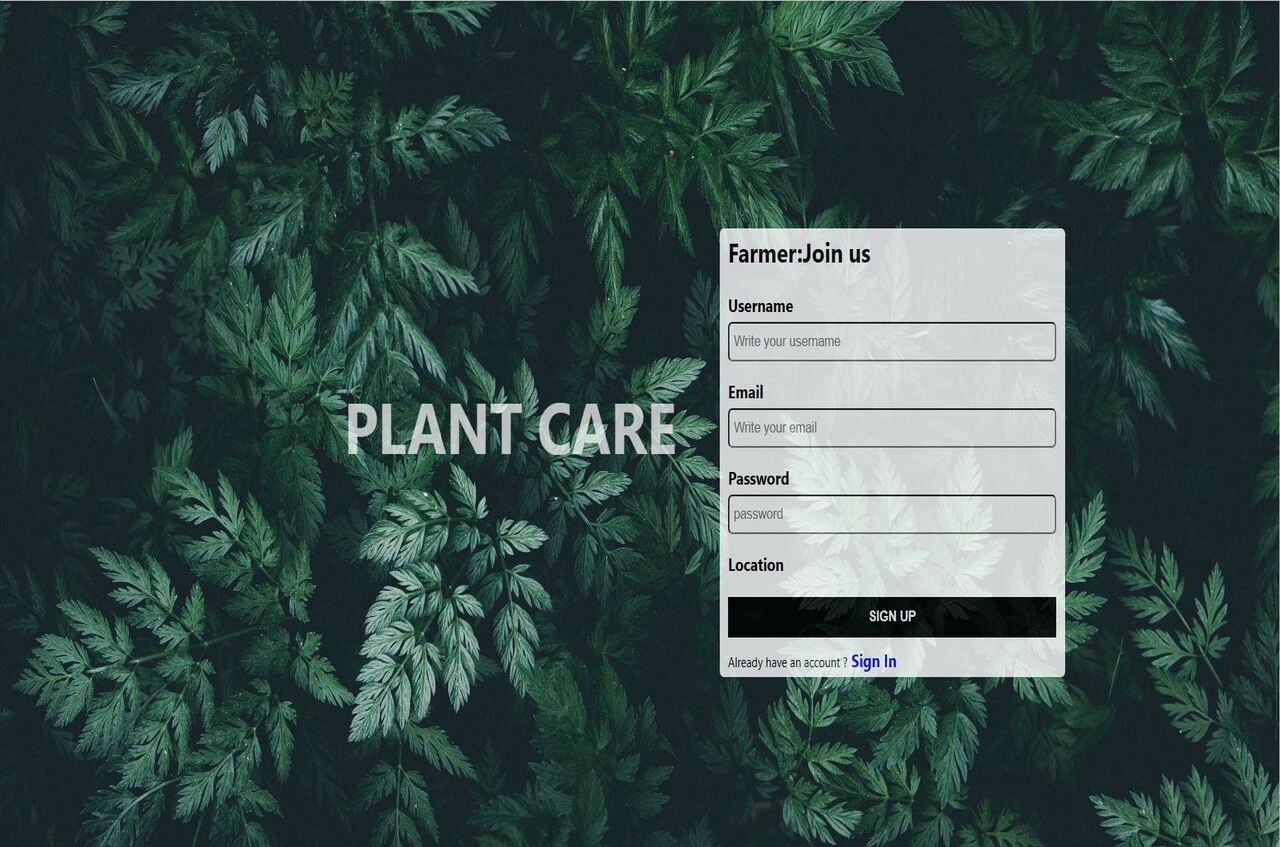 PLANT CARE
Farmer:Join us
Username
Write your username
Email
Write your email
Password
password
Location
SIGN UP
Already have an account ? Sign In